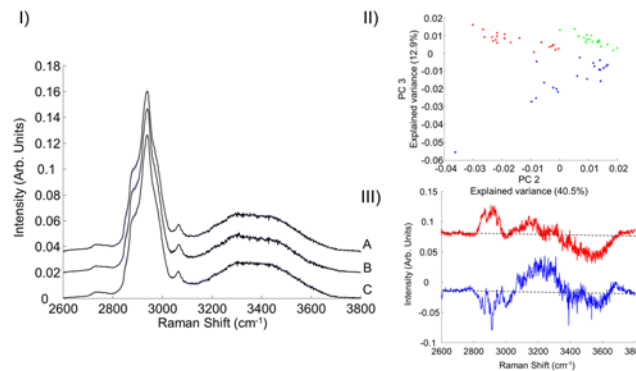 I)
Intensity (Arb. Units)
0.18
0.16
0.14
0.12
0.1
0.08
0.06
0.04
0.02
0
A
B
C
2600 2800 3000 3200 3400 3600 3800
Raman Shift (cm-1)
II)
PC 3
Explained variance (12.9%)
0.02
0.01
0
-0.01
-0.02
-0.03
-0.04
-0.05
-0.06
-0.04 -0.03 -0.02 -0.01 0 0.01 0.02
PC 2
Explained variance (40.5%)
III)
Intensity (Arb. Units)
0.15
0.1
0.05
0
-0.05
-0.1
2600 2800 3000 3200 3400 3600 380
Raman Shift (cm-1)